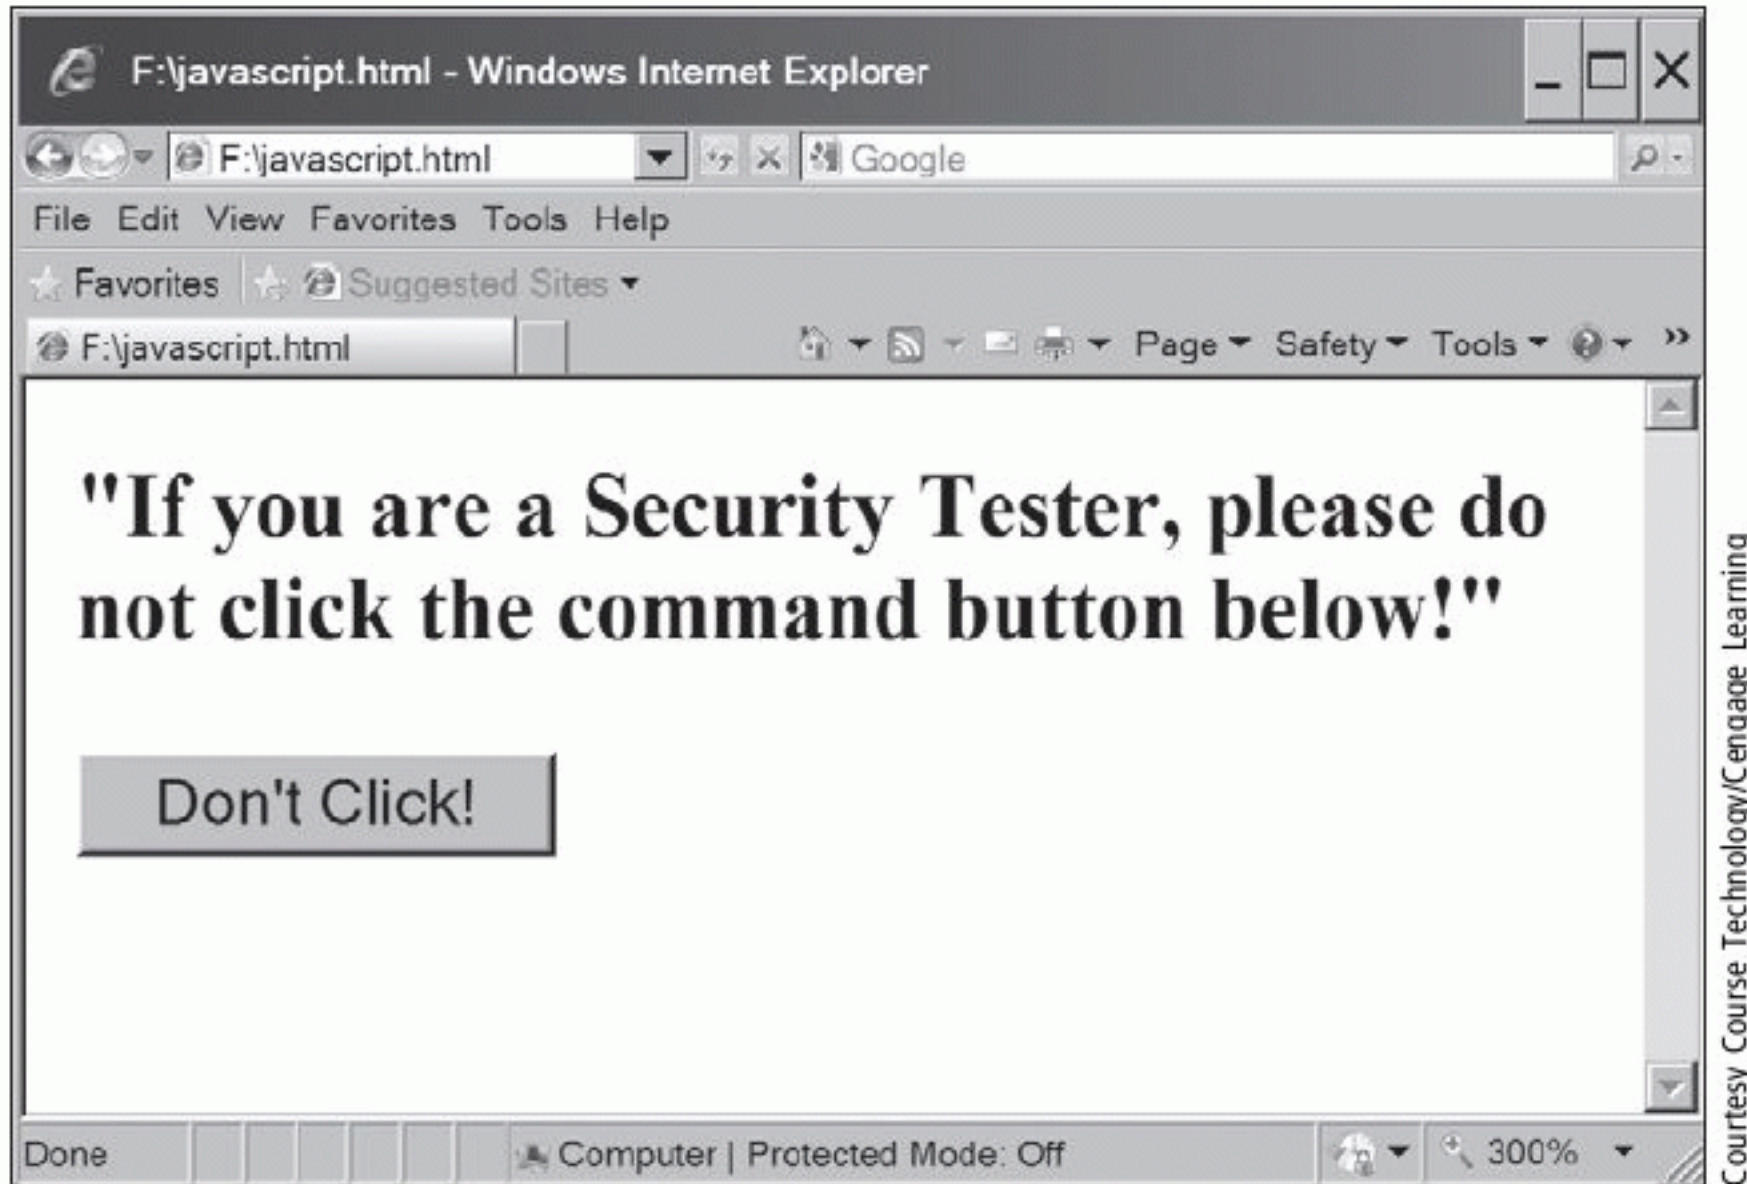 F:\javascript.html - Windows Internet Explorer
F:\javascript.html
Google
File Edit View Favorites Tools Help
Favorites Suggested Sites
F:\javascript.html
Page Safety Tools
"If you are a Security Tester, please do
not click the command button below!"
Don't Click!
Done
Computer | Protected Mode: Off
300%
Courtesy Course Technology/Cengage Learning